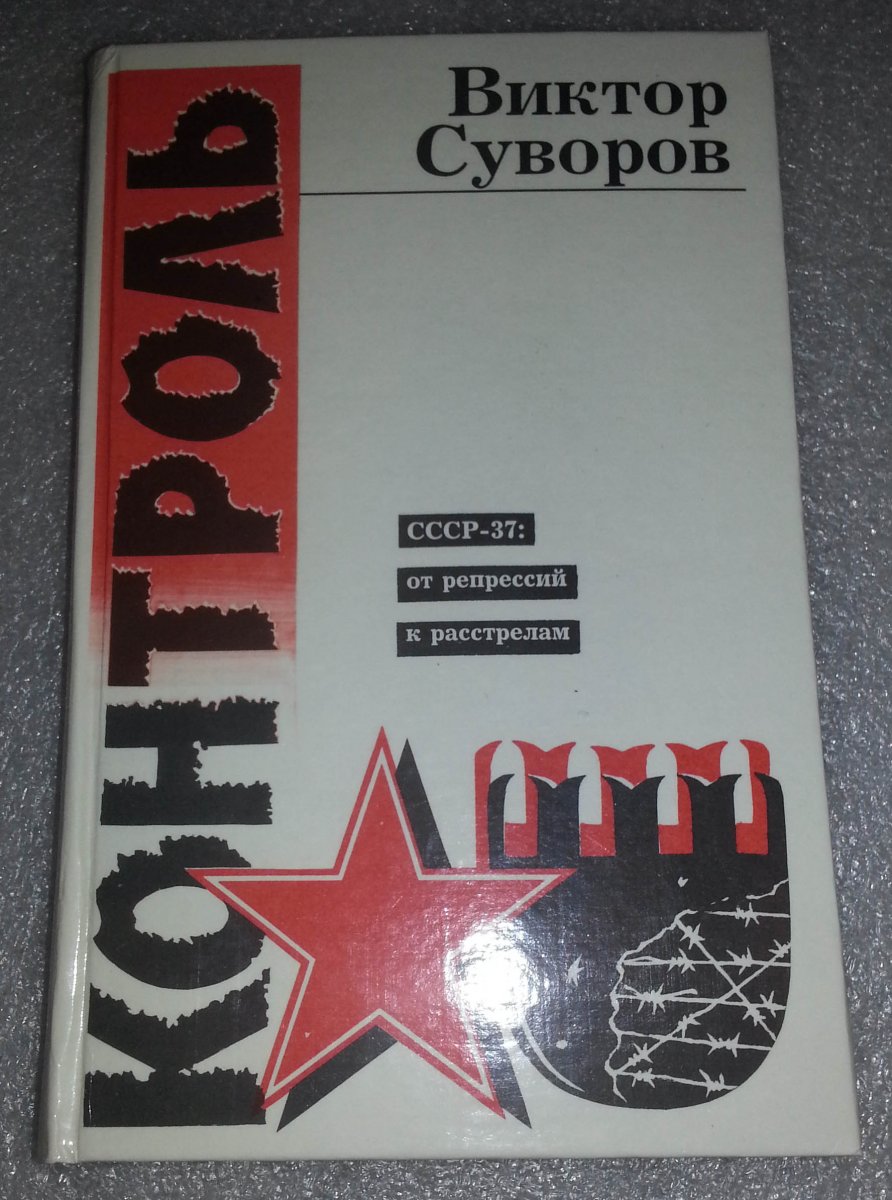 Виктор
Суворов
КОНТРОЛЬ
СССР-37:
от репрессий
к расстрелам